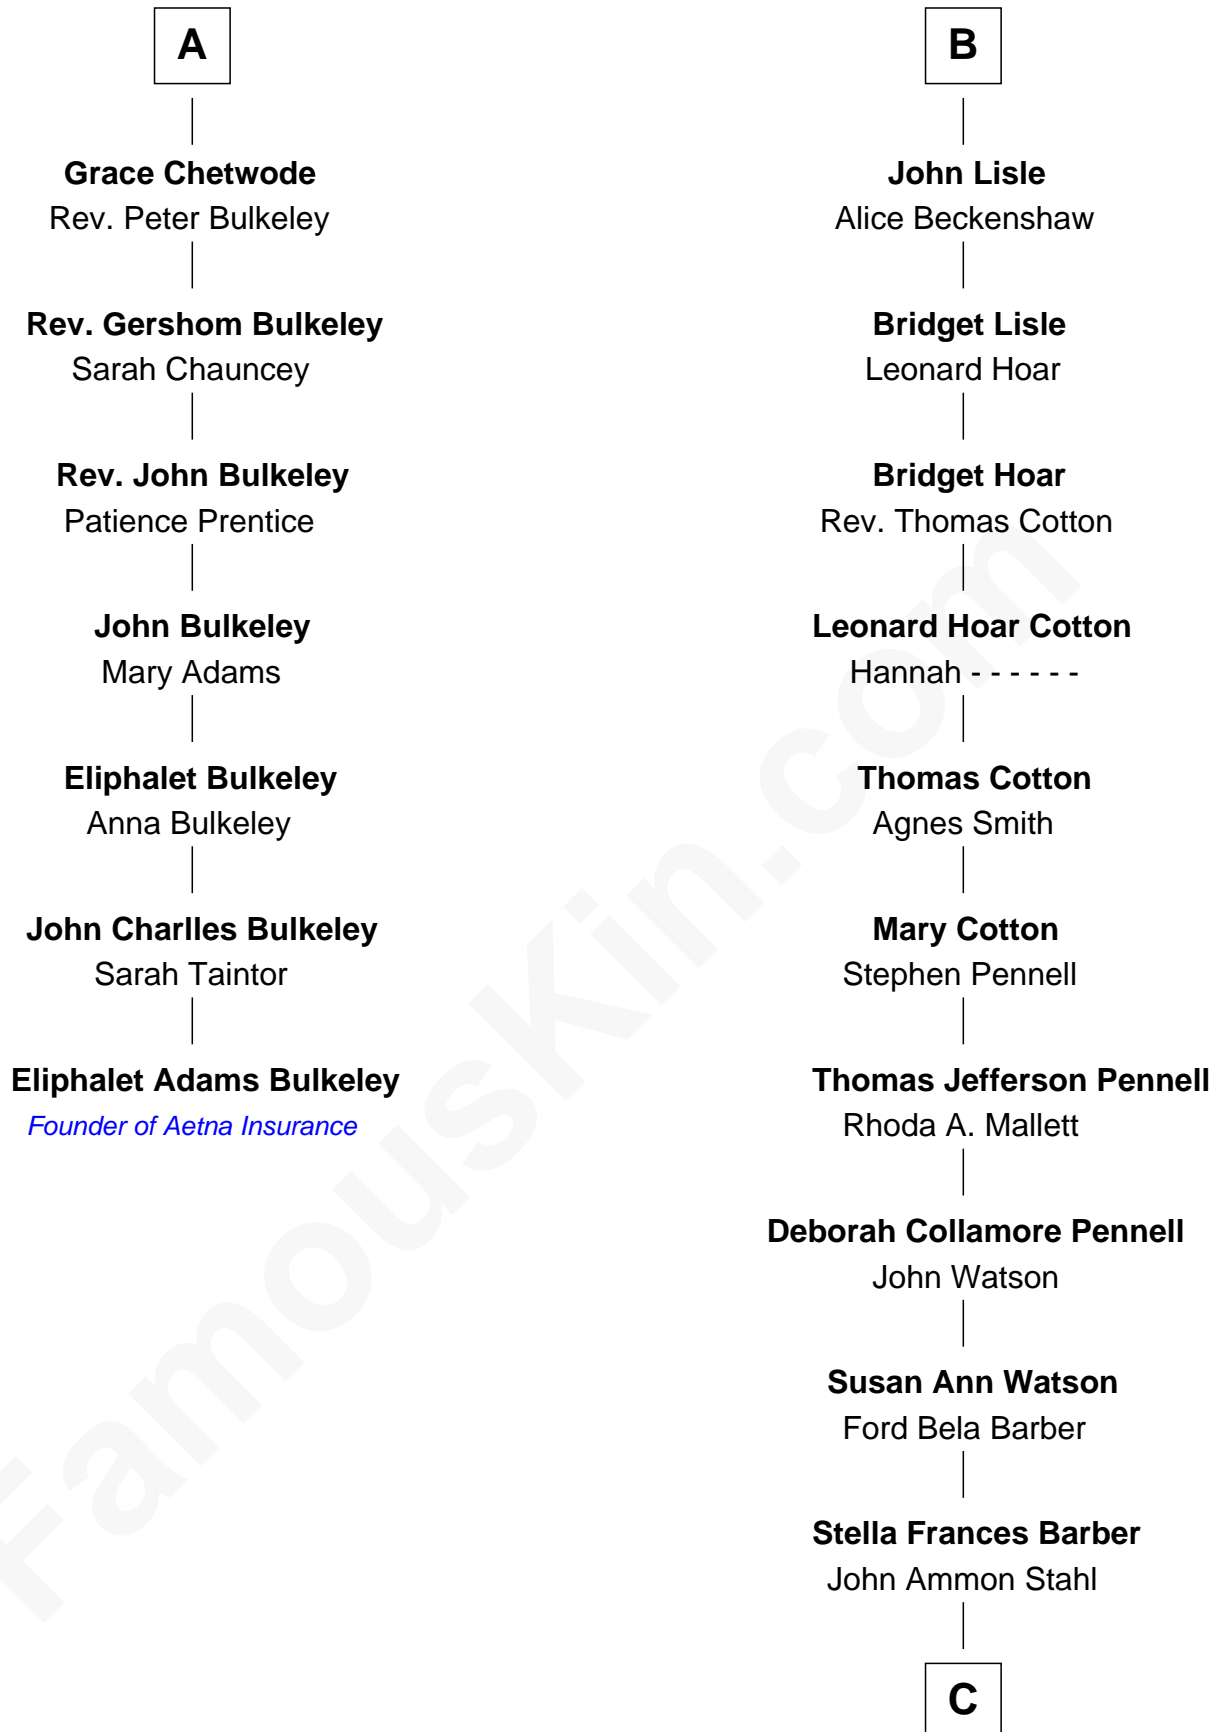 A
Grace Chetwode
Rev. Peter Bulkeley
Rev. Gershom Bulkeley
Sarah Chauncey
Rev. John Bulkeley
Patience Prentice
John Bulkeley
Mary Adams
Eliphalet Bulkeley
Anna Bulkeley
John Charlles Bulkeley
Sarah Taintor
Eliphalet Adams Bulkeley
Founder of Aetna Insurance
B
John Lisle
Alice Beckenshaw
Bridget Lisle
Leonard Hoar
Bridget Hoar
Rev. Thomas Cotton
Leonard Hoar Cotton
Hannah - - - - - -
Thomas Cotton
Agnes Smith
Mary Cotton
Stephen Pennell
Thomas Jefferson Pennell
Rhoda A. Mallett
Deborah Collamore Pennell
John Watson
Susan Ann Watson
Ford Bela Barber
Stella Frances Barber
John Ammon Stahl
C
FamousKin.com